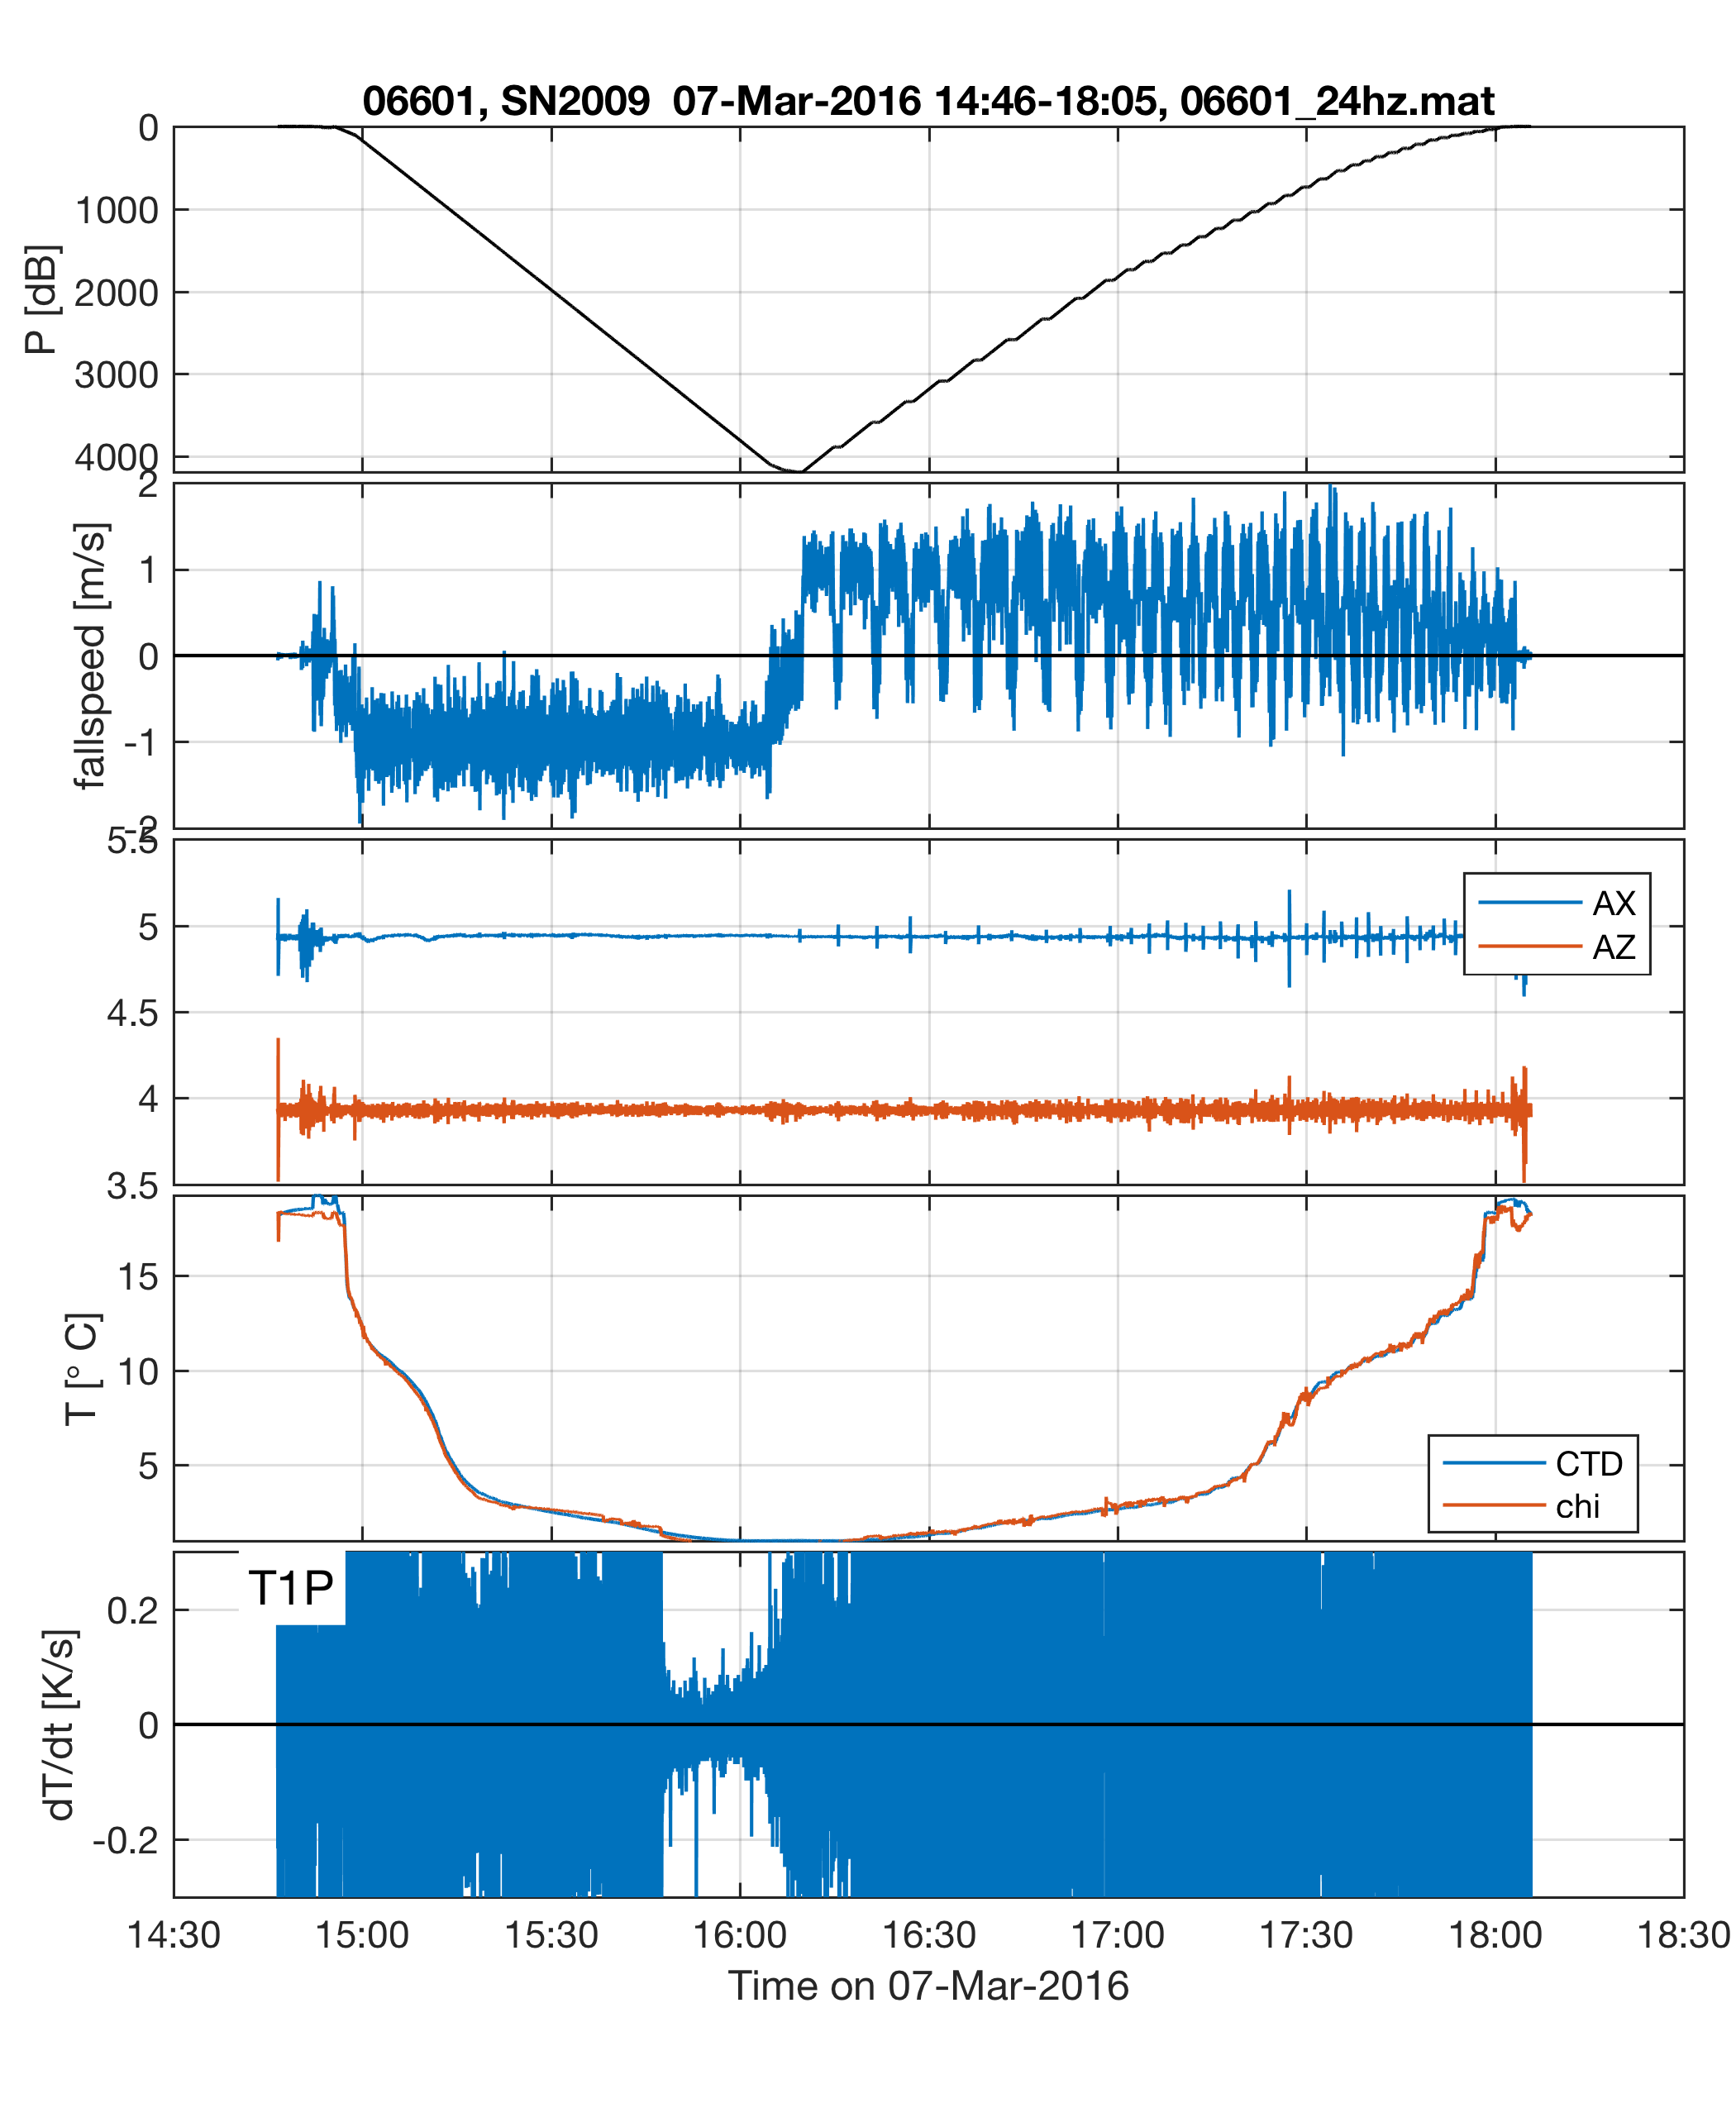 06601, SN2009  07-Mar-2016 14:46-18:05, 06601_24hz.mat
0
1000
2000
3000
4000
P [dB]
2
1
0
-1
-2
fallspeed [m/s]
5.5
5
4.5
4
3.5
AX
AZ
15
10
5
T [° C]
CTD
chi
T1P
0.2
0
-0.2
dT/dt [K/s]
14:30 15:00 15:30 16:00 16:30 17:00 17:30 18:00 18:30
Time on 07-Mar-2016